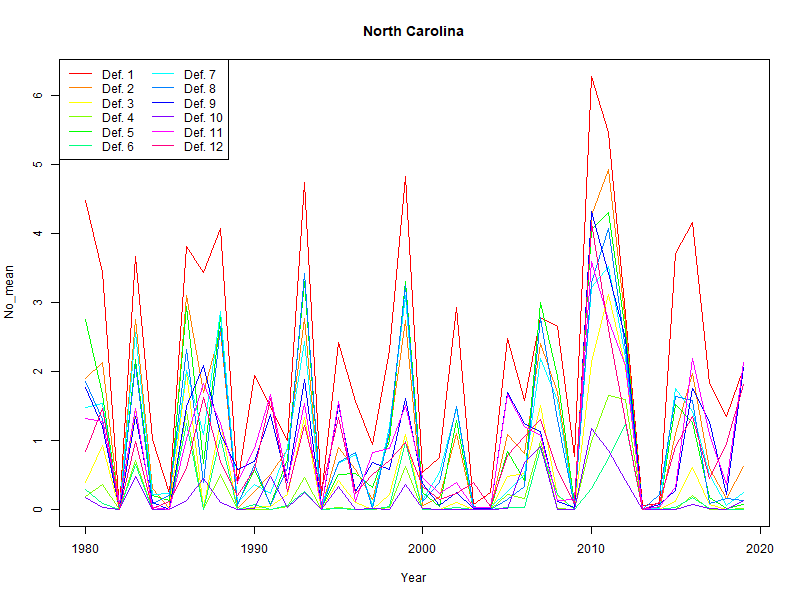 North Carolina
Def. 1 Def. 7
Def. 2 Def. 8
Def. 3 Def. 9
Def. 4 Def. 10
Def. 5 Def. 11
Def. 6 Def. 12
No_mean
6
5
4
3
2
1
0
1980 1990 2000 2010 2020
Year